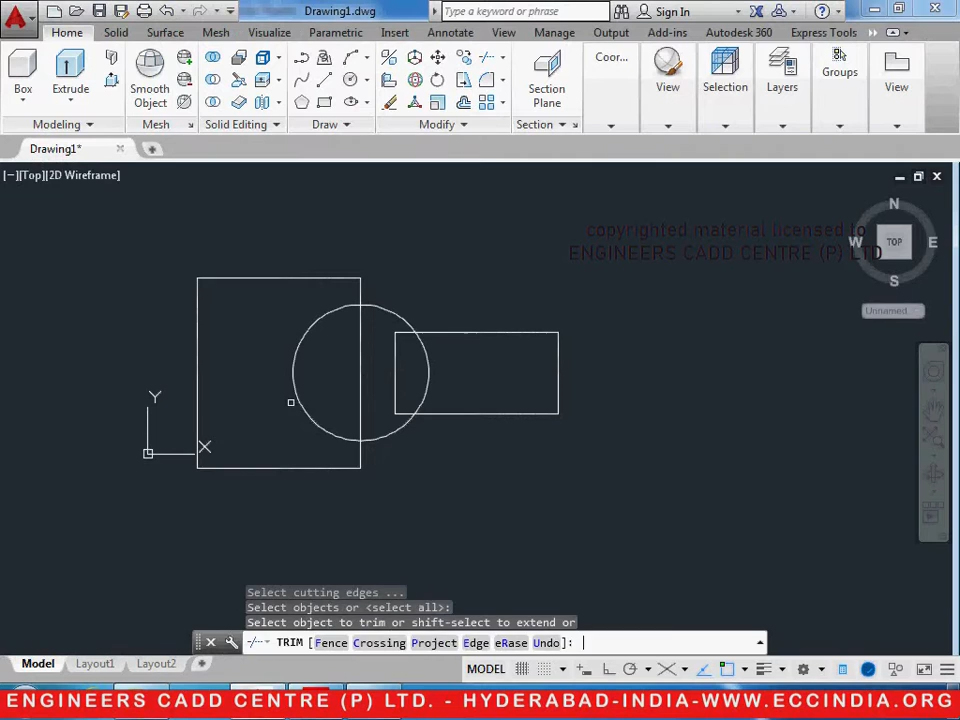 Drawing1.dwg
Type a keyword or phrase
Sign In
Home Solid Surface Mesh Visualize Parametric Insert Annotate View Manage Output Add-ins Autodesk 360 Express Tools
Box Extrude Smooth Object Section Plane Coor... View Selection Layers Groups View
Modeling Mesh Solid Editing Draw Modify Section
Drawing1*
[−][Top][2D Wireframe]
copyrighted material licensed to
ENGINEERS CADD CENTRE (P) LTD
N
W TOP E
S
Unnamed
Y
X
Select cutting edges ...
Select objects or <select all>:
Select object to trim or shift-select to extend or
TRIM [Fence Crossing Project Edge eRase Undo]:
Model Layout1 Layout2
MODEL
ENGINEERS CADD CENTRE (P) LTD. - HYDERABAD-INDIA-WWW.ECCINDIA.ORG